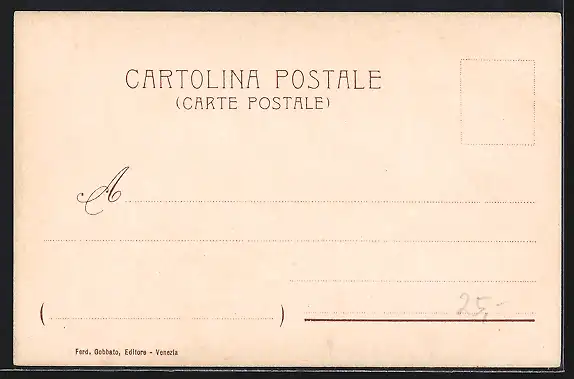 CARTOLINA POSTALE
(CARTE POSTALE)
A
( )
25,-
Ferd. Gobbato, Editore - Venezia